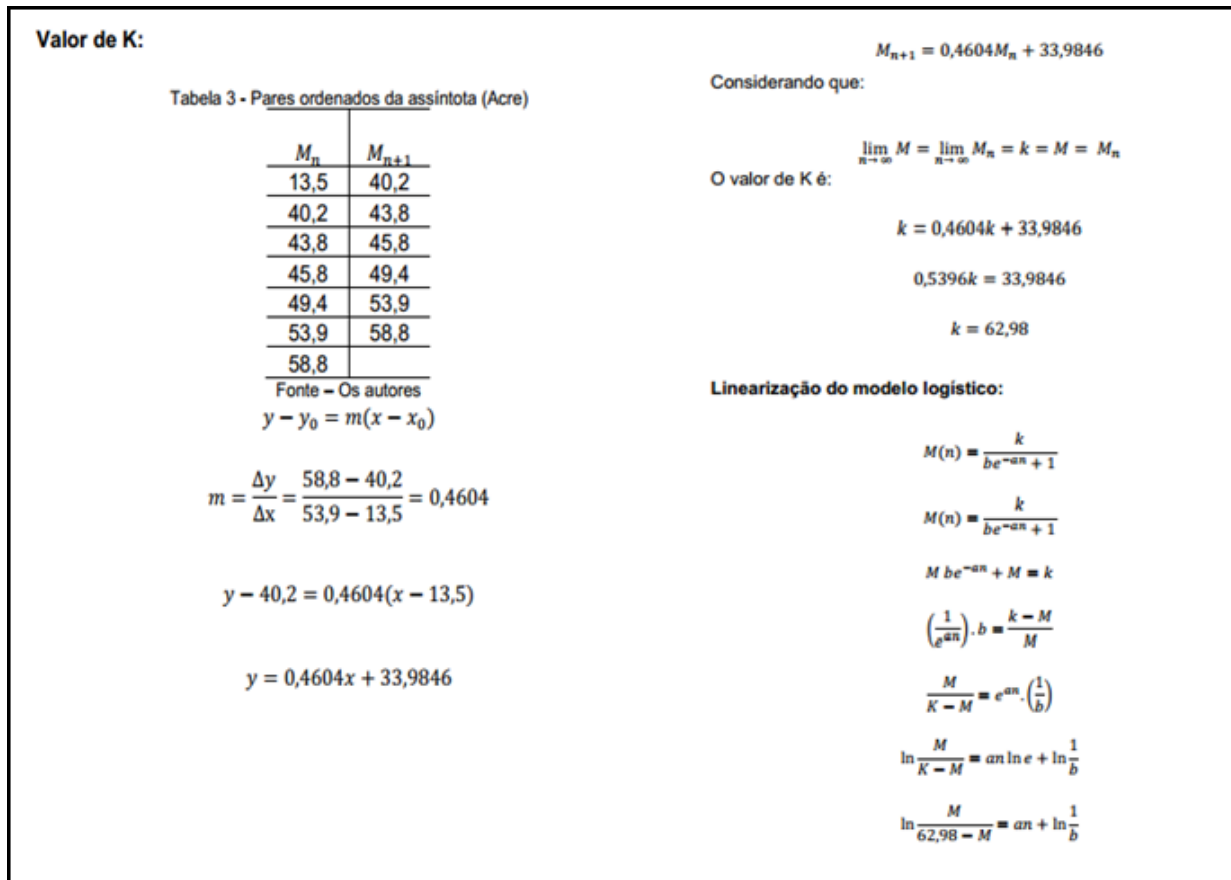 Valor de K:
Tabela 3 - Pares ordenados da assíntota (Acre)
M_n | M_{n+1}
13,5 | 40,2
40,2 | 43,8
43,8 | 45,8
45,8 | 49,4
49,4 | 53,9
53,9 | 58,8
58,8
Fonte – Os autores
y − y_0 = m(x − x_0)
m = Δy/Δx = (58,8 − 40,2)/(53,9 − 13,5) = 0,4604
y − 40,2 = 0,4604(x − 13,5)
y = 0,4604x + 33,9846
M_{n+1} = 0,4604M_n + 33,9846
Considerando que:
lim_{n→∞} M = lim_{n→∞} M_n = k = M = M_n
O valor de K é:
k = 0,4604k + 33,9846
0,5396k = 33,9846
k = 62,98
Linearização do modelo logístico:
M(n) = k/(be^{−an} + 1)
M(n) = k/(be^{−an} + 1)
M be^{−an} + M = k
(1/e^{an}). b = (k − M)/M
M/(K − M) = e^{an}. (1/b)
ln M/(K − M) = an ln e + ln 1/b
ln M/(62,98 − M) = an + ln 1/b